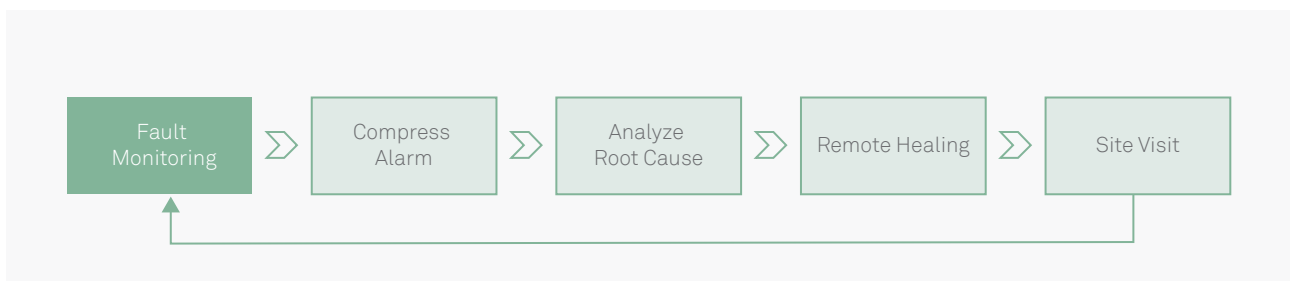 Fault
Monitoring
Compress
Alarm
Analyze
Root Cause
Remote Healing
Site Visit